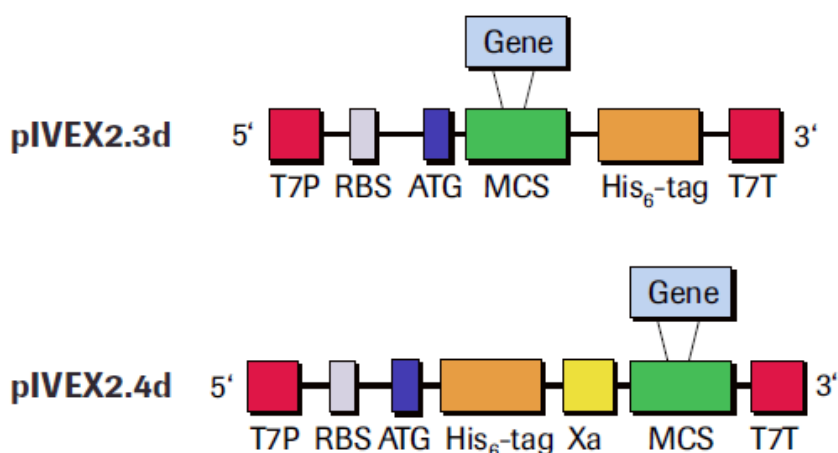 Gene
pIVEX2.3d 5‘ 3‘
T7P RBS ATG MCS His₆-tag T7T
Gene
pIVEX2.4d 5‘ 3‘
T7P RBS ATG His₆-tag Xa MCS T7T